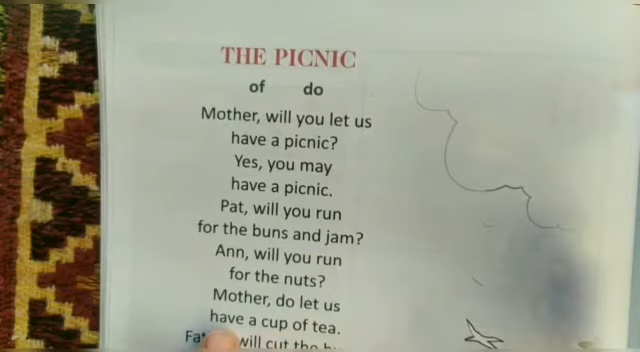 THE PICNIC
of do
Mother, will you let us
have a picnic?
Yes, you may
have a picnic.
Pat, will you run
for the buns and jam?
Ann, will you run
for the nuts?
Mother, do let us
have a cup of tea.
will cut the